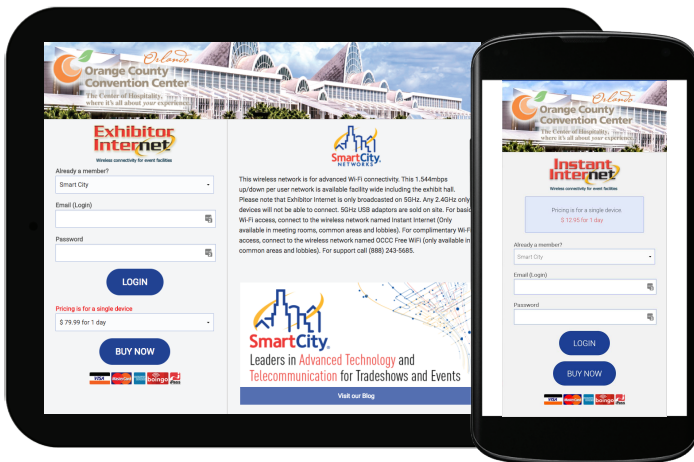 Orlando
Orange County
Convention Center
The Center of Hospitality,
where it's all about your experience.
Exhibitor
Internet
Wireless connectivity for event facilities
Already a member?
Smart City
Email (Login)
Password
LOGIN
Pricing is for a single device
$ 79.99 for 1 day
BUY NOW
VISA MasterCard boingo iPass
SmartCity.
NETWORKS
This wireless network is for advanced Wi-Fi connectivity. This 1.544mbps
up/down per user network is available facility wide including the exhibit hall.
Please note that Exhibitor Internet is only broadcasted on 5GHz. Any 2.4GHz only
devices will not be able to connect. 5GHz USB adaptors are sold on site. For basic
Wi-Fi access, connect to the wireless network named Instant Internet (Only
available in meeting rooms, common areas and lobbies). For complimentary Wi-Fi
access, connect to the wireless network named OCCC Free WiFi (only available in
common areas and lobbies). For support call (888) 243-5685.
SmartCity.
Leaders in Advanced Technology and
Telecommunication for Tradeshows and Events
Visit our Blog
Orlando
Orange County
Convention Center
The Center of Hospitality,
where it's all about your experience.
Instant
Internet
Wireless connectivity for event facilities
Pricing is for a single device
$ 12.95 for 1 day
Already a member?
Smart City
Email (Login)
Password
LOGIN
BUY NOW
VISA MasterCard boingo iPass